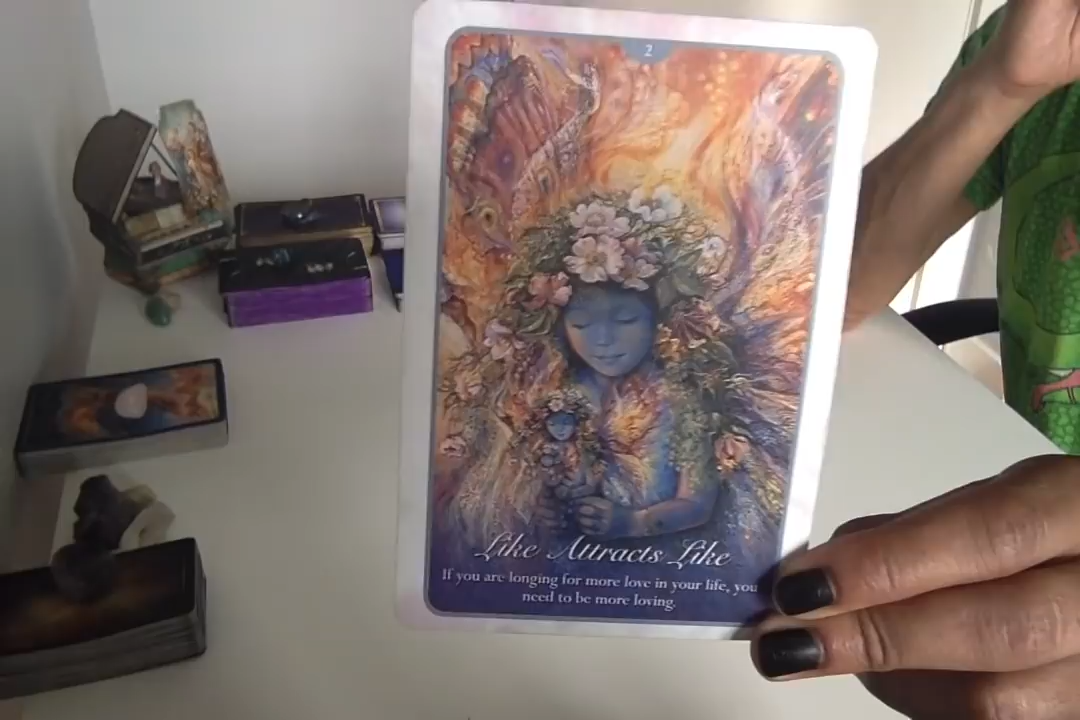 2
Like Attracts Like
If you are longing for more love in your life, you
need to be more loving.